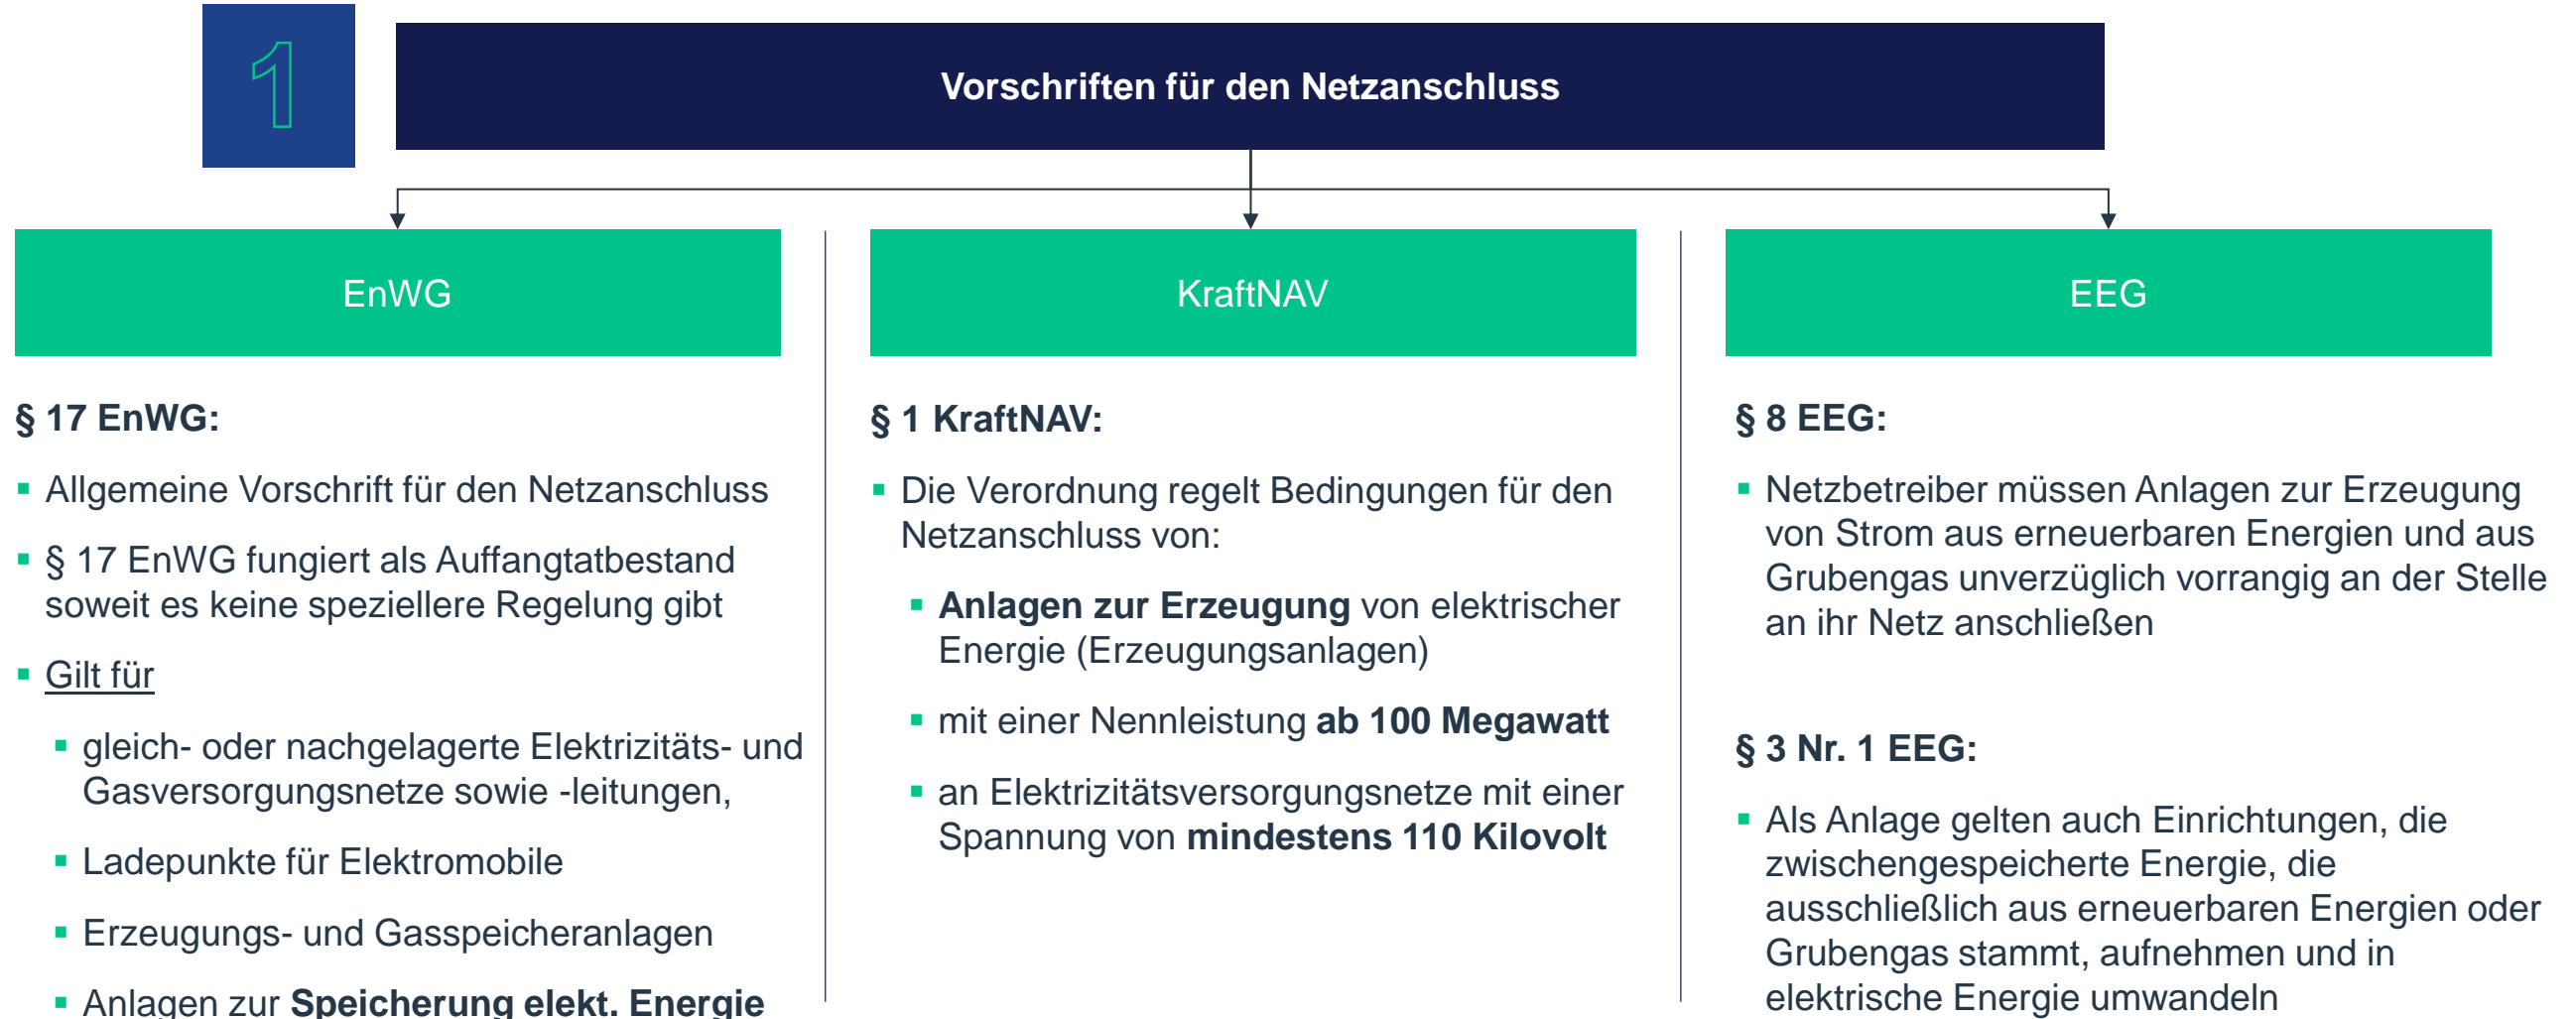 1
Vorschriften für den Netzanschluss
EnWG
§ 17 EnWG:
Allgemeine Vorschrift für den Netzanschluss
§ 17 EnWG fungiert als Auffangtatbestand
soweit es keine speziellere Regelung gibt
Gilt für
gleich- oder nachgelagerte Elektrizitäts- und
Gasversorgungsnetze sowie -leitungen,
Ladepunkte für Elektromobile
Erzeugungs- und Gasspeicheranlagen
Anlagen zur Speicherung elekt. Energie
KraftNAV
§ 1 KraftNAV:
Die Verordnung regelt Bedingungen für den
Netzanschluss von:
Anlagen zur Erzeugung von elektrischer
Energie (Erzeugungsanlagen)
mit einer Nennleistung ab 100 Megawatt
an Elektrizitätsversorgungsnetze mit einer
Spannung von mindestens 110 Kilovolt
EEG
§ 8 EEG:
Netzbetreiber müssen Anlagen zur Erzeugung
von Strom aus erneuerbaren Energien und aus
Grubengas unverzüglich vorrangig an der Stelle
an ihr Netz anschließen
§ 3 Nr. 1 EEG:
Als Anlage gelten auch Einrichtungen, die
zwischengespeicherte Energie, die
ausschließlich aus erneuerbaren Energien oder
Grubengas stammt, aufnehmen und in
elektrische Energie umwandeln